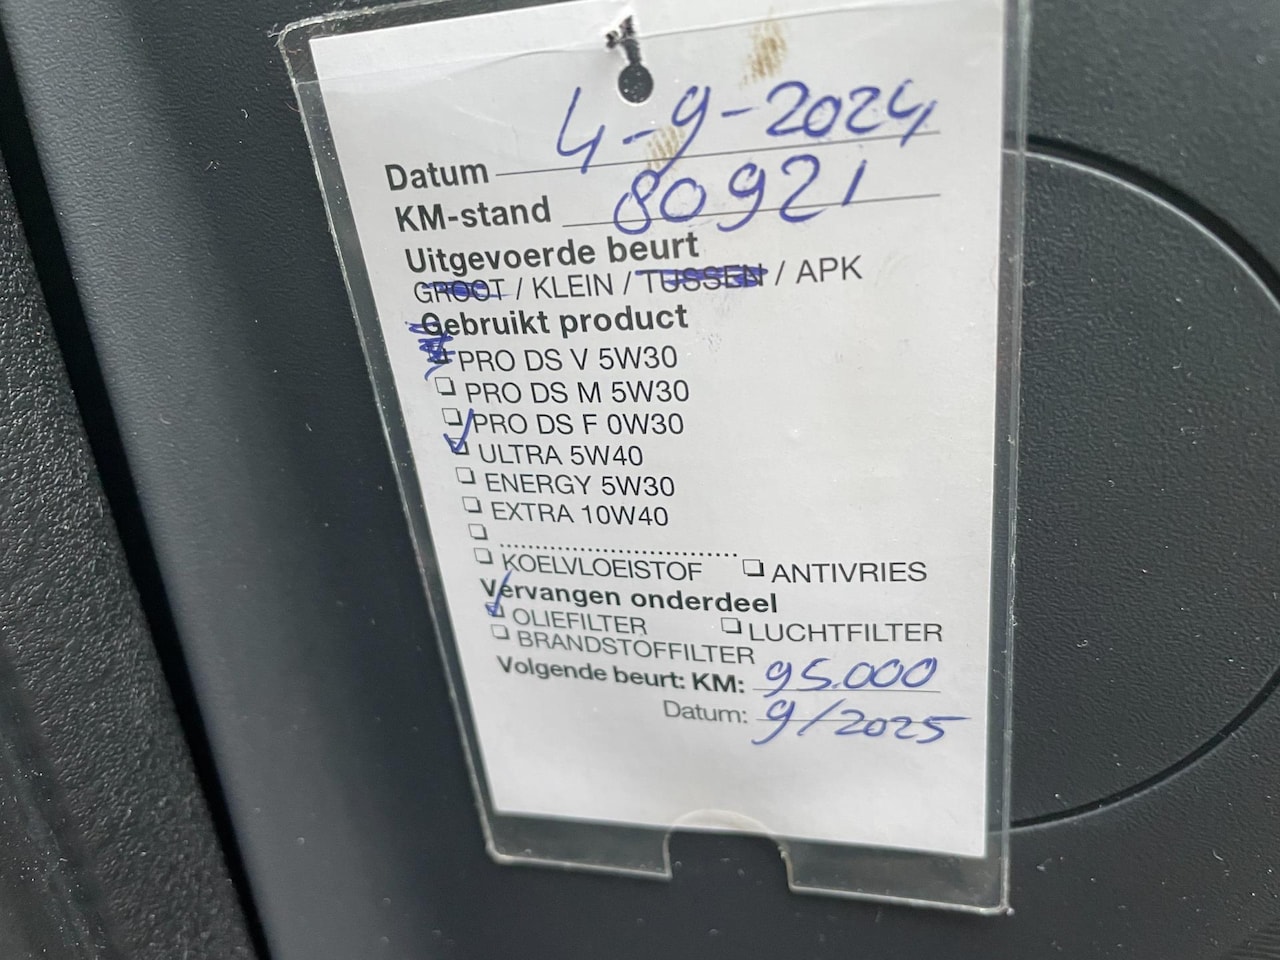 Datum 4-9-2024
KM-stand 80921
Uitgevoerde beurt
GROOT / KLEIN / TUSSEN / APK
Gebruikt product
PRO DS V 5W30
PRO DS M 5W30
PRO DS F 0W30
ULTRA 5W40
ENERGY 5W30
EXTRA 10W40
........................................
KOELVLOEISTOF ANTIVRIES
Vervangen onderdeel
OLIEFILTER LUCHTFILTER
BRANDSTOFFILTER
Volgende beurt: KM: 95.000
Datum: 9/2025